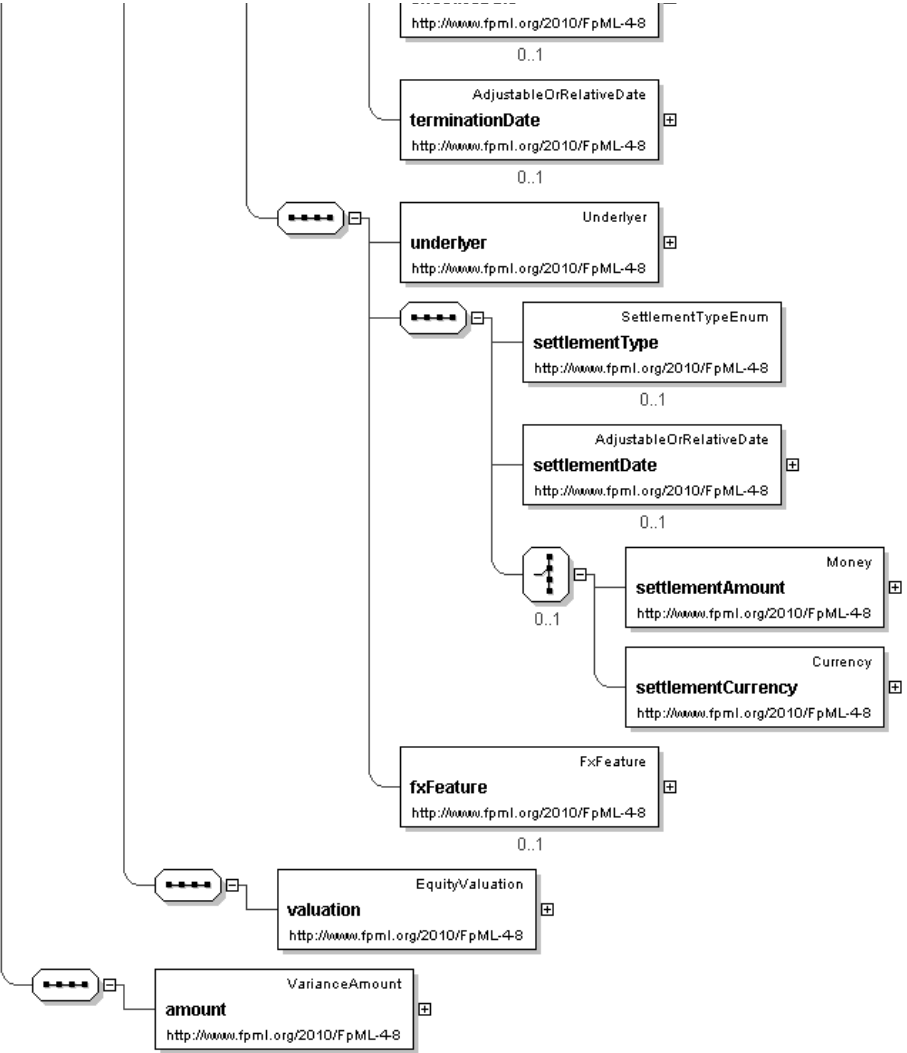 http://www.fpml.org/2010/FpML-4-8
0..1
AdjustableOrRelativeDate
terminationDate
http://www.fpml.org/2010/FpML-4-8
0..1
Underlyer
underlyer
http://www.fpml.org/2010/FpML-4-8
SettlementTypeEnum
settlementType
http://www.fpml.org/2010/FpML-4-8
0..1
AdjustableOrRelativeDate
settlementDate
http://www.fpml.org/2010/FpML-4-8
0..1
Money
settlementAmount
http://www.fpml.org/2010/FpML-4-8
0..1
Currency
settlementCurrency
http://www.fpml.org/2010/FpML-4-8
FxFeature
fxFeature
http://www.fpml.org/2010/FpML-4-8
0..1
EquityValuation
valuation
http://www.fpml.org/2010/FpML-4-8
VarianceAmount
amount
http://www.fpml.org/2010/FpML-4-8